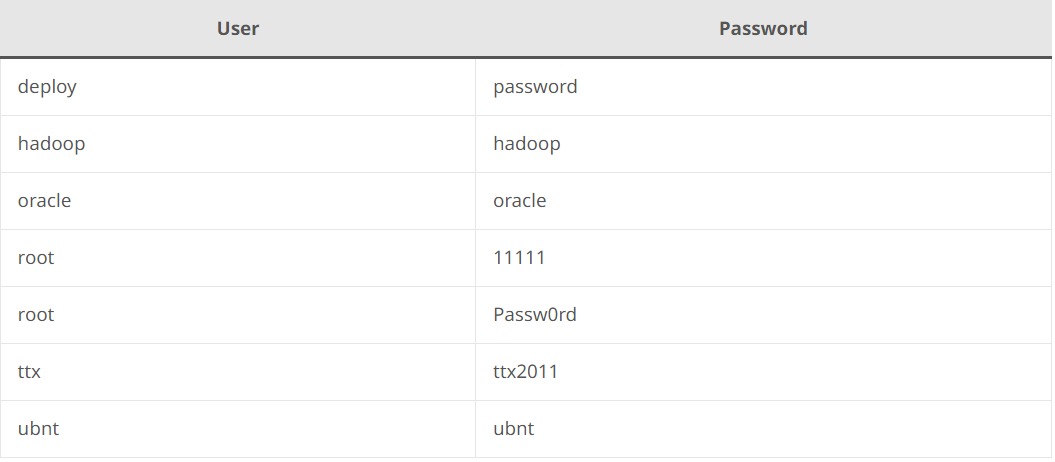 User Password
deploy password
hadoop hadoop
oracle oracle
root 11111
root Passw0rd
ttx ttx2011
ubnt ubnt